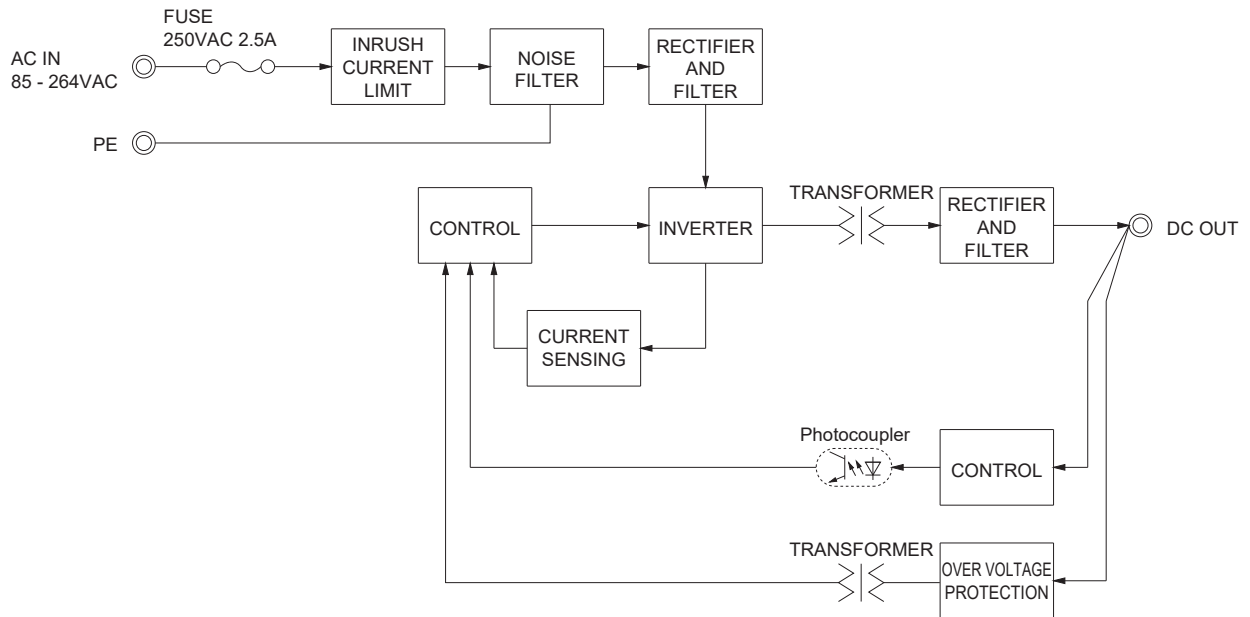 FUSE
250VAC 2.5A
AC IN
85 - 264VAC
INRUSH
CURRENT
LIMIT
NOISE
FILTER
RECTIFIER
AND
FILTER
PE
CONTROL
INVERTER
TRANSFORMER
RECTIFIER
AND
FILTER
DC OUT
CURRENT
SENSING
Photocoupler
CONTROL
TRANSFORMER
OVER VOLTAGE
PROTECTION